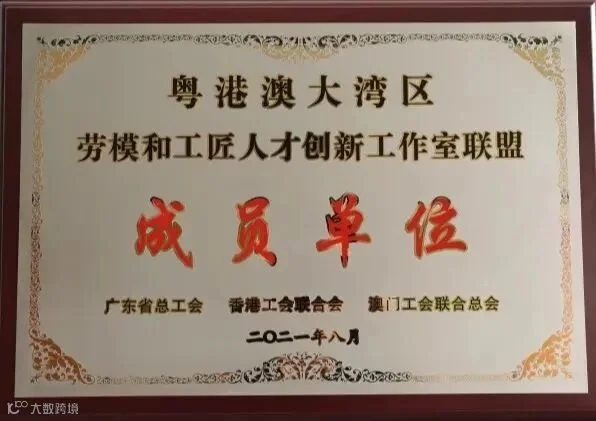 粤港澳大湾区
劳模和工匠人才创新工作室联盟
成员单位
广东省总工会 香港工会联合会 澳门工会联合总会
二〇二一年八月
大数跨境